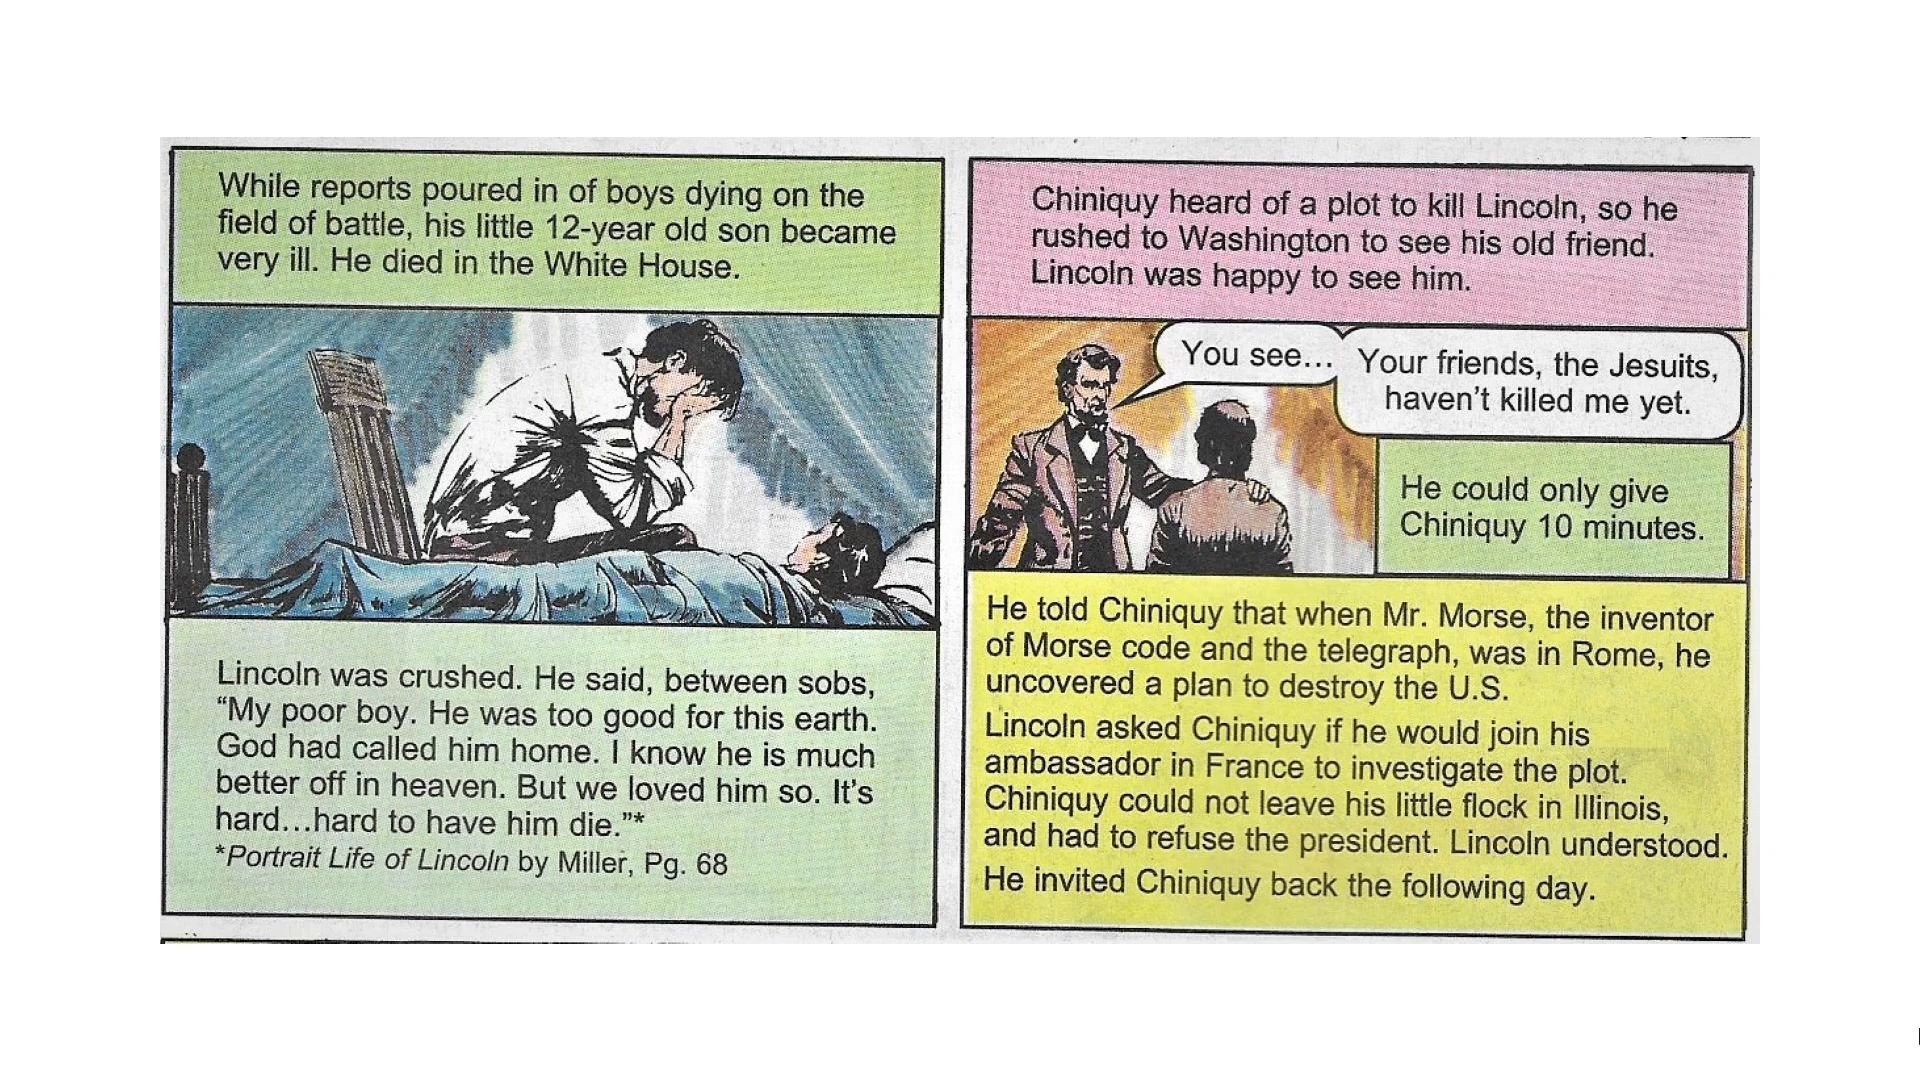 While reports poured in of boys dying on the
field of battle, his little 12-year old son became
very ill. He died in the White House.
Lincoln was crushed. He said, between sobs,
“My poor boy. He was too good for this earth.
God had called him home. I know he is much
better off in heaven. But we loved him so. It’s
hard...hard to have him die.”*
*Portrait Life of Lincoln by Miller, Pg. 68
Chiniquy heard of a plot to kill Lincoln, so he
rushed to Washington to see his old friend.
Lincoln was happy to see him.
You see...
Your friends, the Jesuits,
haven’t killed me yet.
He could only give
Chiniquy 10 minutes.
He told Chiniquy that when Mr. Morse, the inventor
of Morse code and the telegraph, was in Rome, he
uncovered a plan to destroy the U.S.
Lincoln asked Chiniquy if he would join his
ambassador in France to investigate the plot.
Chiniquy could not leave his little flock in Illinois,
and had to refuse the president. Lincoln understood.
He invited Chiniquy back the following day.